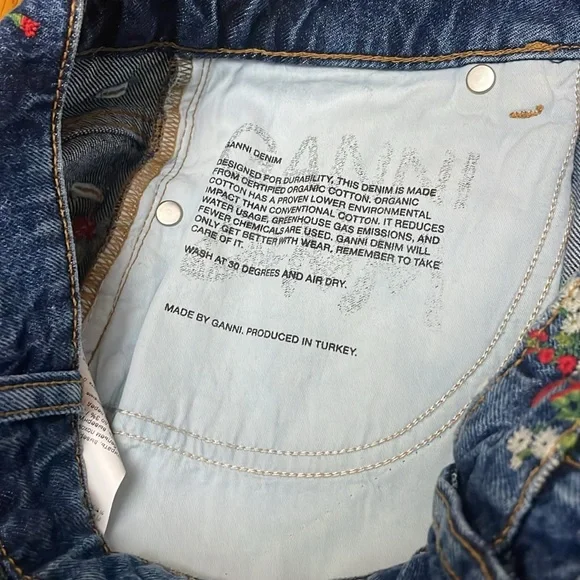 GANNI DENIM
DESIGNED FOR DURABILITY, THIS DENIM IS MADE
FROM CERTIFIED ORGANIC COTTON. ORGANIC
COTTON HAS A PROVEN LOWER ENVIRONMENTAL
IMPACT THAN CONVENTIONAL COTTON. IT REDUCES
WATER USAGE, GREENHOUSE GAS EMISSIONS, AND
FEWER CHEMICALS ARE USED. GANNI DENIM WILL
ONLY GET BETTER WITH WEAR, REMEMBER TO TAKE
CARE OF IT.
WASH AT 30 DEGREES AND AIR DRY.
MADE BY GANNI. PRODUCED IN TURKEY.
GANNI